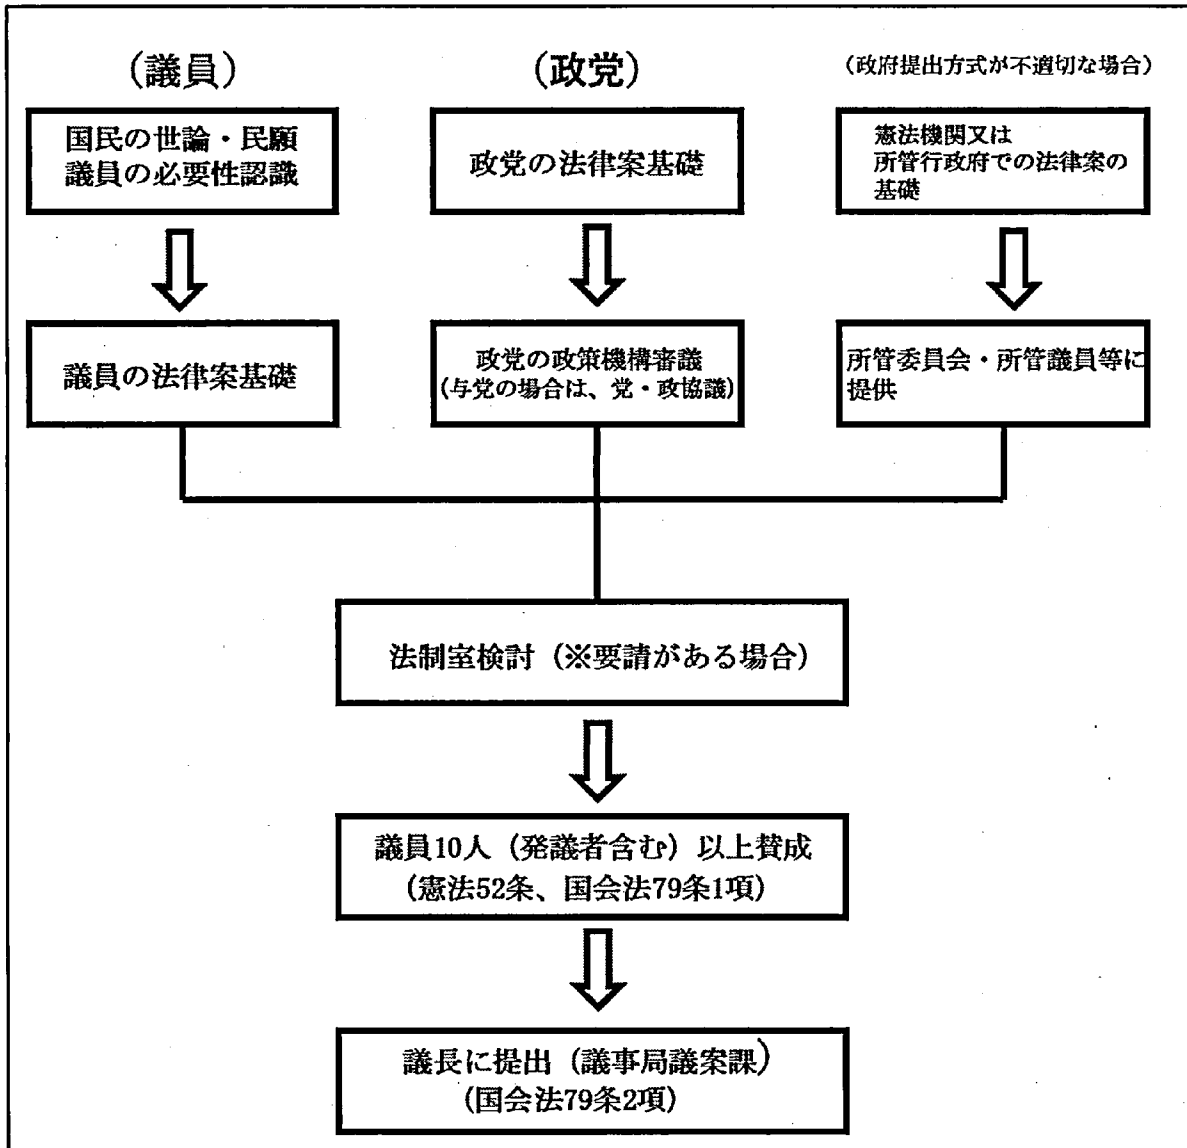 (議員)
国民の世論・民願
議員の必要性認識
議員の法律案基礎
(政党)
政党の法律案基礎
政党の政策機構審議
(与党の場合は、党・政協議)
(政府提出方式が不適切な場合)
憲法機関又は
所管行政府での法律案の
基礎
所管委員会・所管議員等に
提供
法制室検討(※要請がある場合)
議員10人(発議者含む)以上賛成
(憲法52条、国会法79条1項)
議長に提出(議事局議案課)
(国会法79条2項)